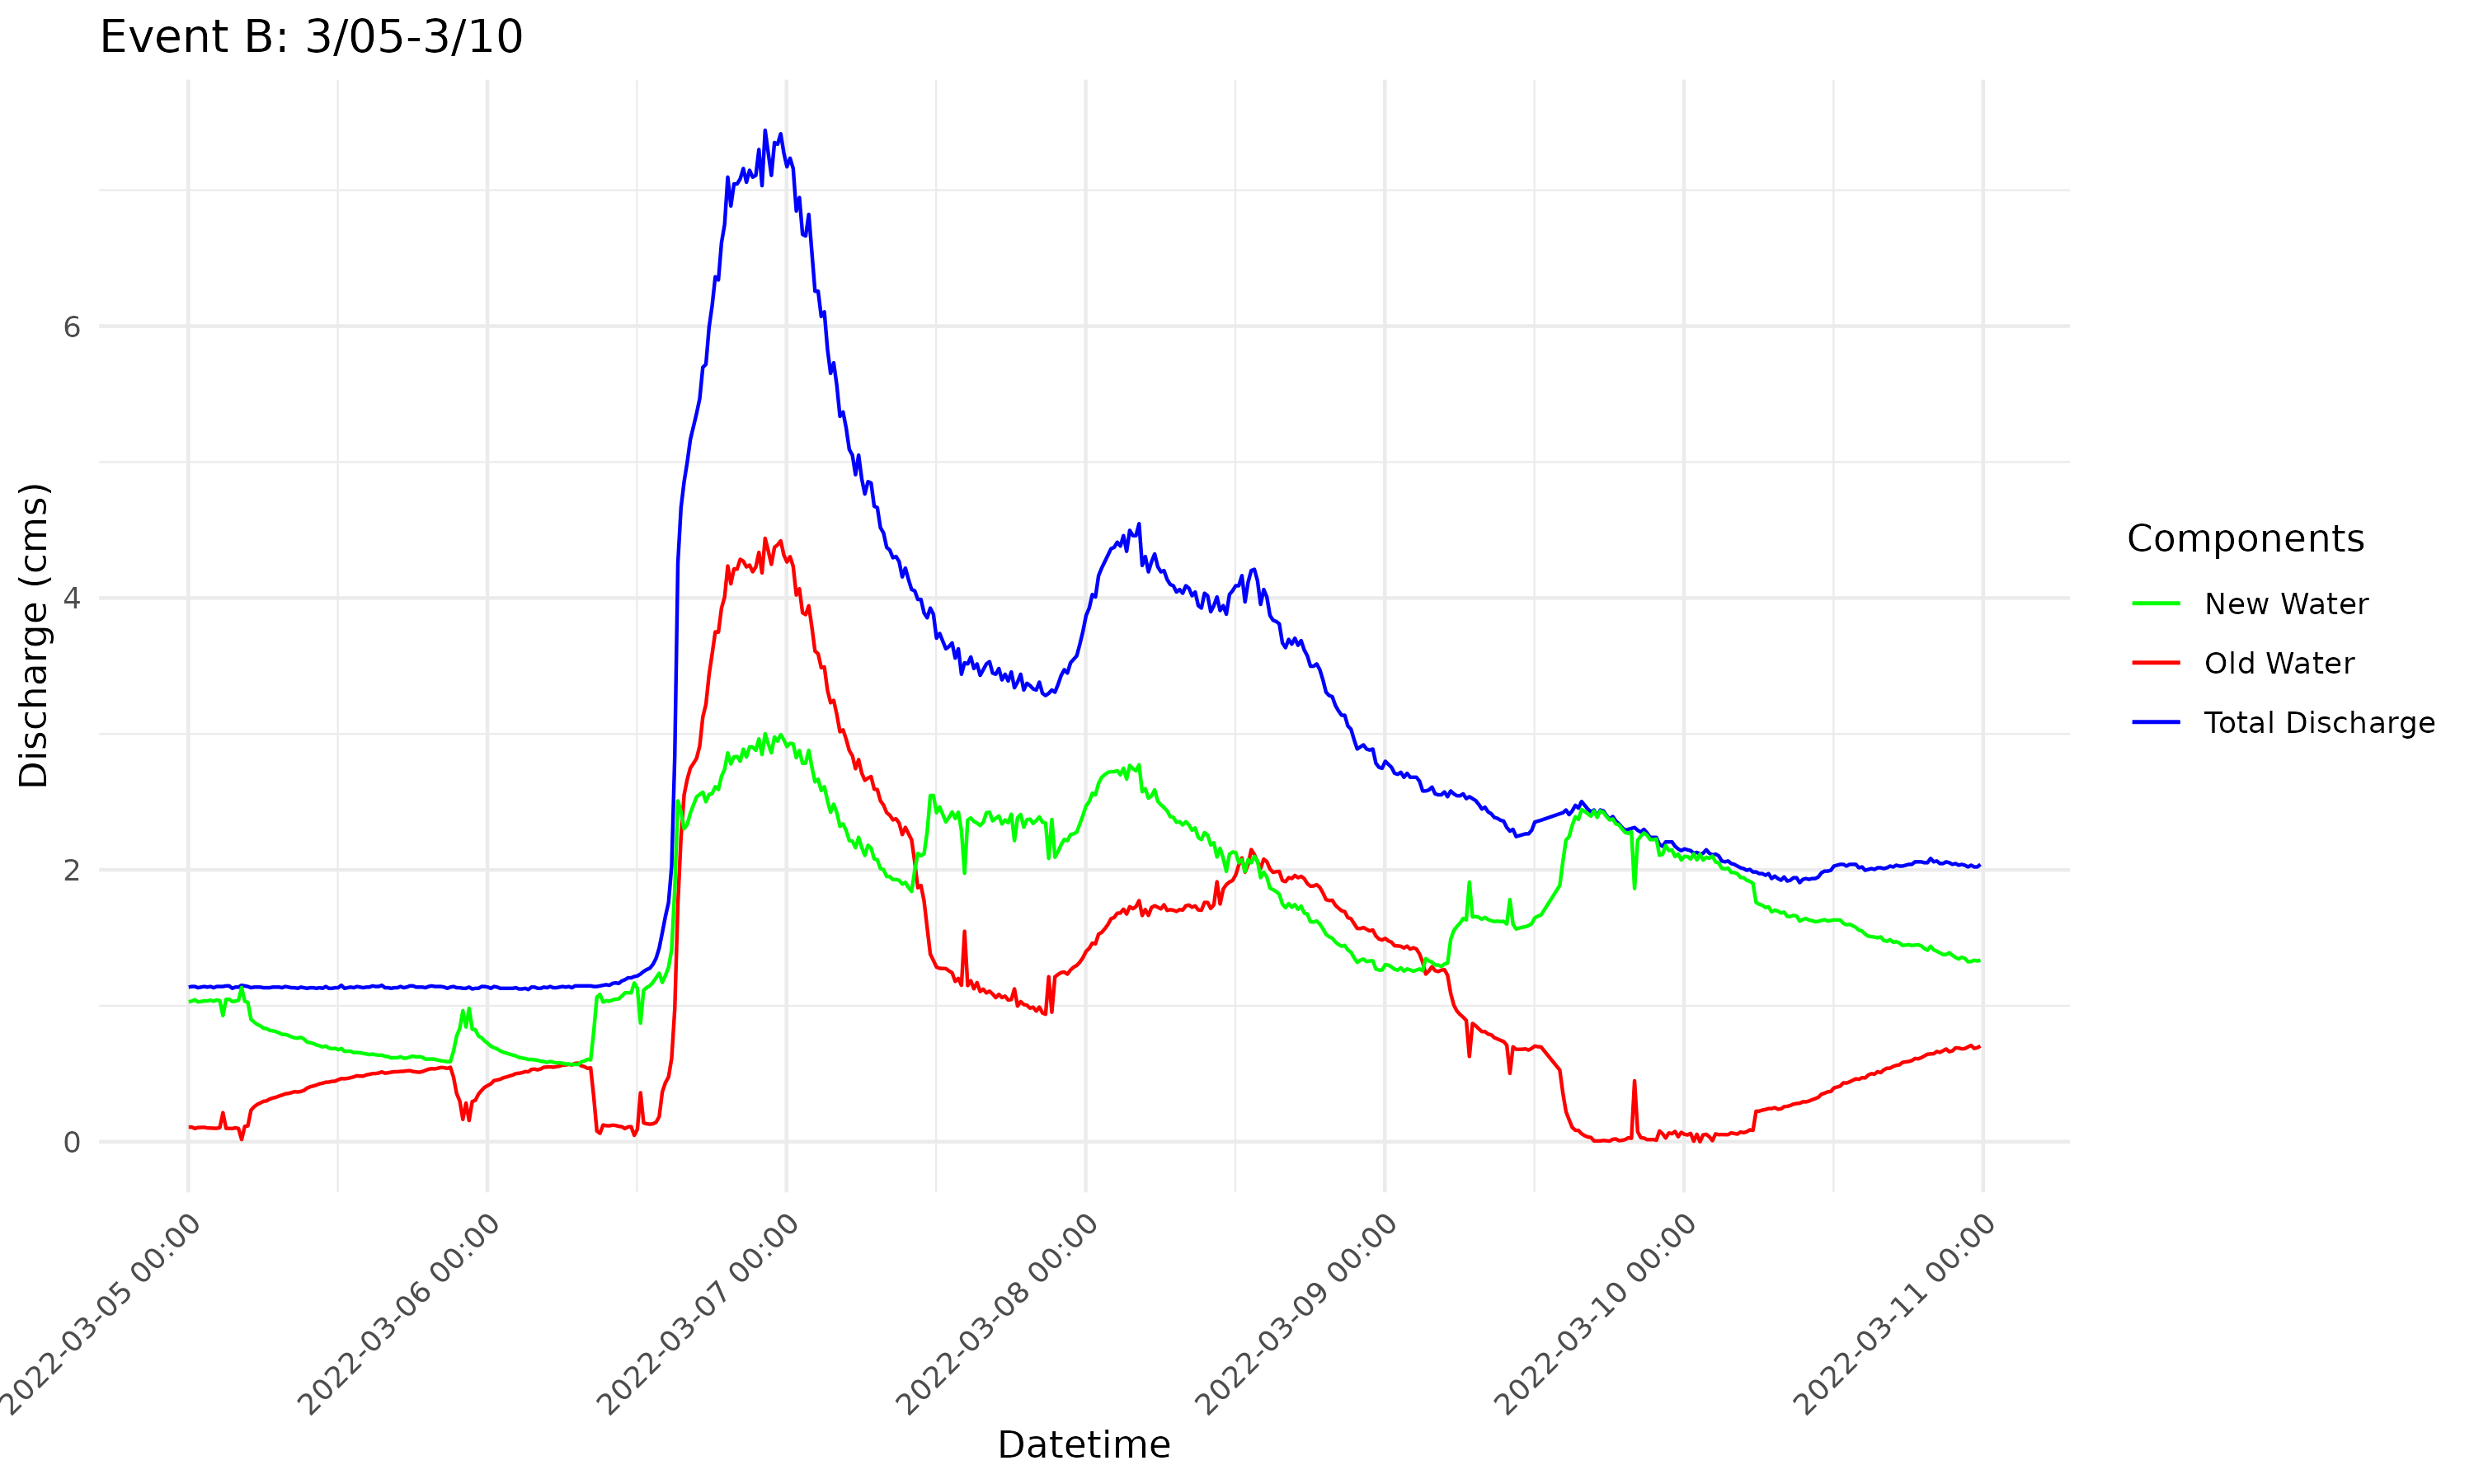 Event B: 3/05-3/10
Discharge (cms)
6
4
2
0
2022-03-05 00:00
2022-03-06 00:00
2022-03-07 00:00
2022-03-08 00:00
2022-03-09 00:00
2022-03-10 00:00
2022-03-11 00:00
Datetime
Components
New Water
Old Water
Total Discharge